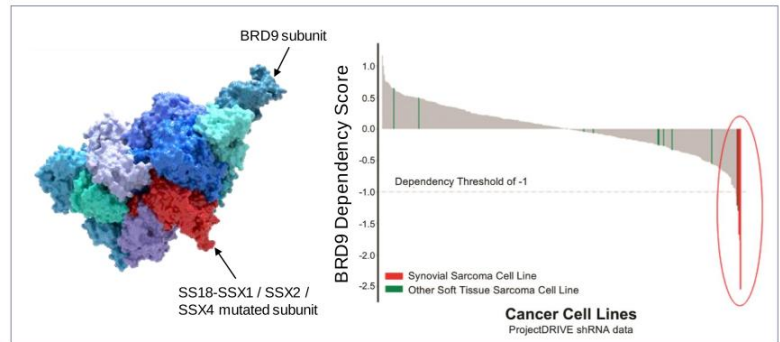 BRD9 subunit
SS18-SSX1 / SSX2 /
SSX4 mutated subunit
BRD9 Dependency Score
1.0
0.5
0.0
-0.5
-1.0
-1.5
-2.0
-2.5
Dependency Threshold of -1
Synovial Sarcoma Cell Line
Other Soft Tissue Sarcoma Cell Line
Cancer Cell Lines
ProjectDRIVE shRNA data